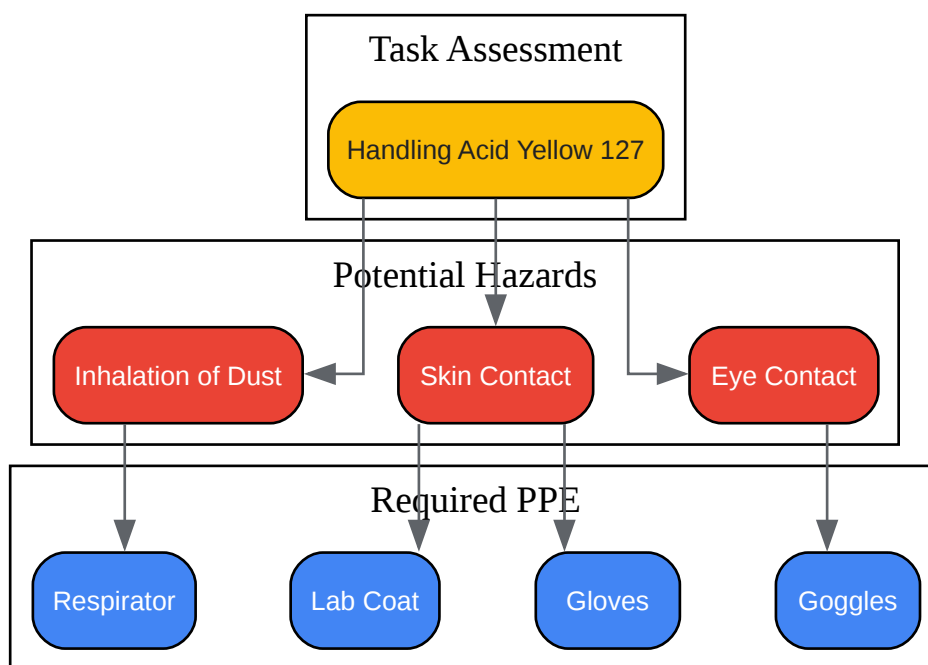 Task Assessment
Handling Acid Yellow 127
Potential Hazards
Inhalation of Dust
Skin Contact
Eye Contact
Required PPE
Respirator
Lab Coat
Gloves
Goggles